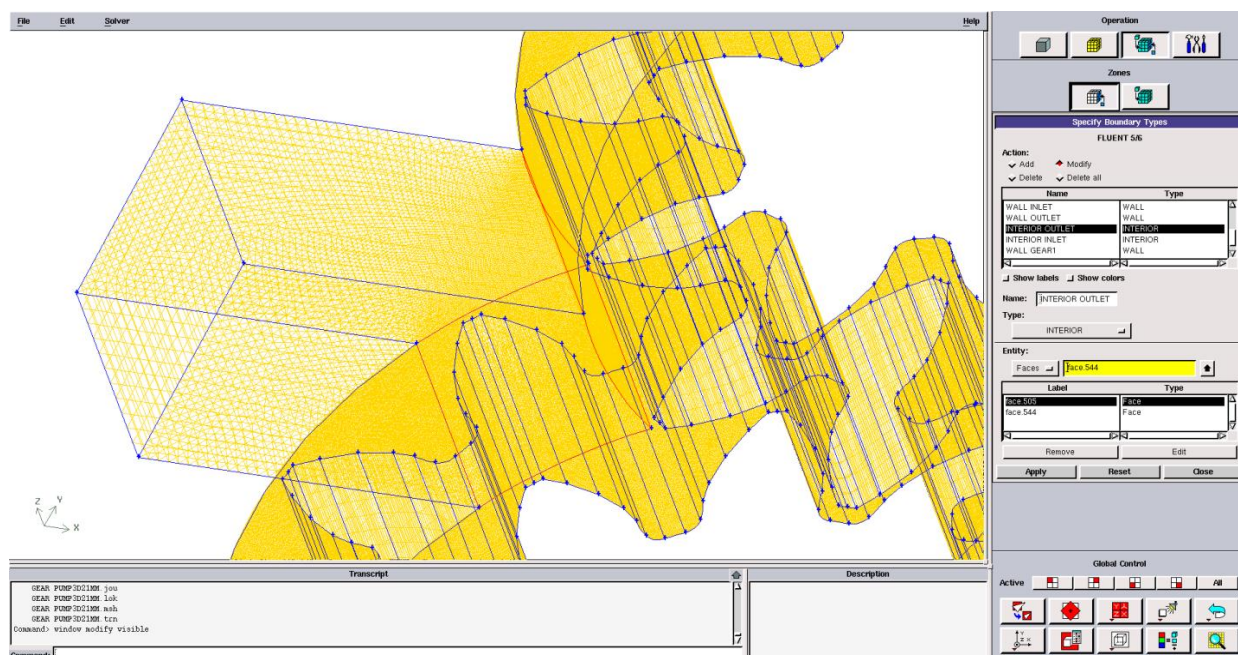 File Edit Solver Help
Operation
Zones
Specify Boundary Types
FLUENT 5/6
Action:
Add Modify
Delete Delete all
Name Type
WALL INLET WALL
WALL OUTLET WALL
INTERIOR OUTLET INTERIOR
INTERIOR INLET INTERIOR
WALL GEAR1 WALL
Show labels Show colors
Name: INTERIOR OUTLET
Type:
INTERIOR
Entity:
Faces face.544
Label Type
face.505 Face
face.544 Face
Remove Edit
Apply Reset Close
Z Y
X
Transcript Description
GEAR PUMP3D21MM.jou
GEAR PUMP3D21MM.lok
GEAR PUMP3D21MM.msh
GEAR PUMP3D21MM.trn
Command> window modify visible
Command:
Global Control
Active All